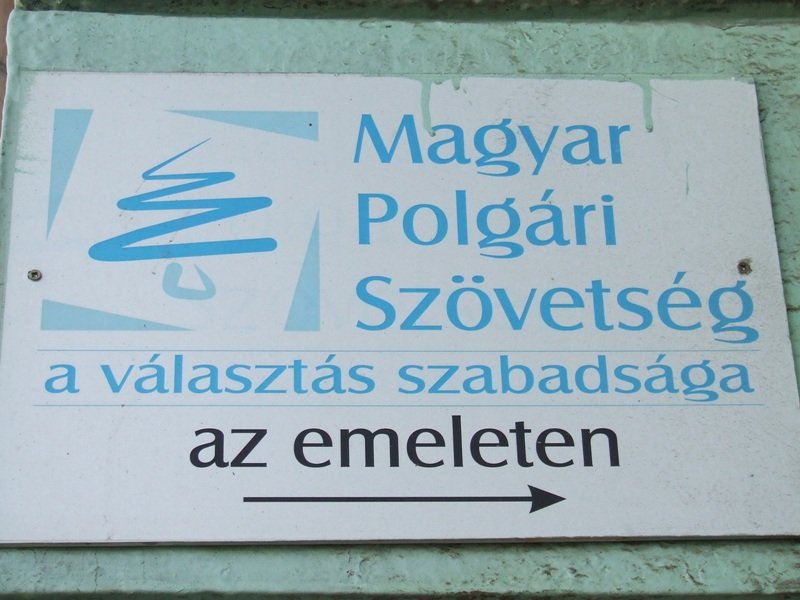 Magyar
Polgári
Szövetség
a választás szabadsága
az emeleten